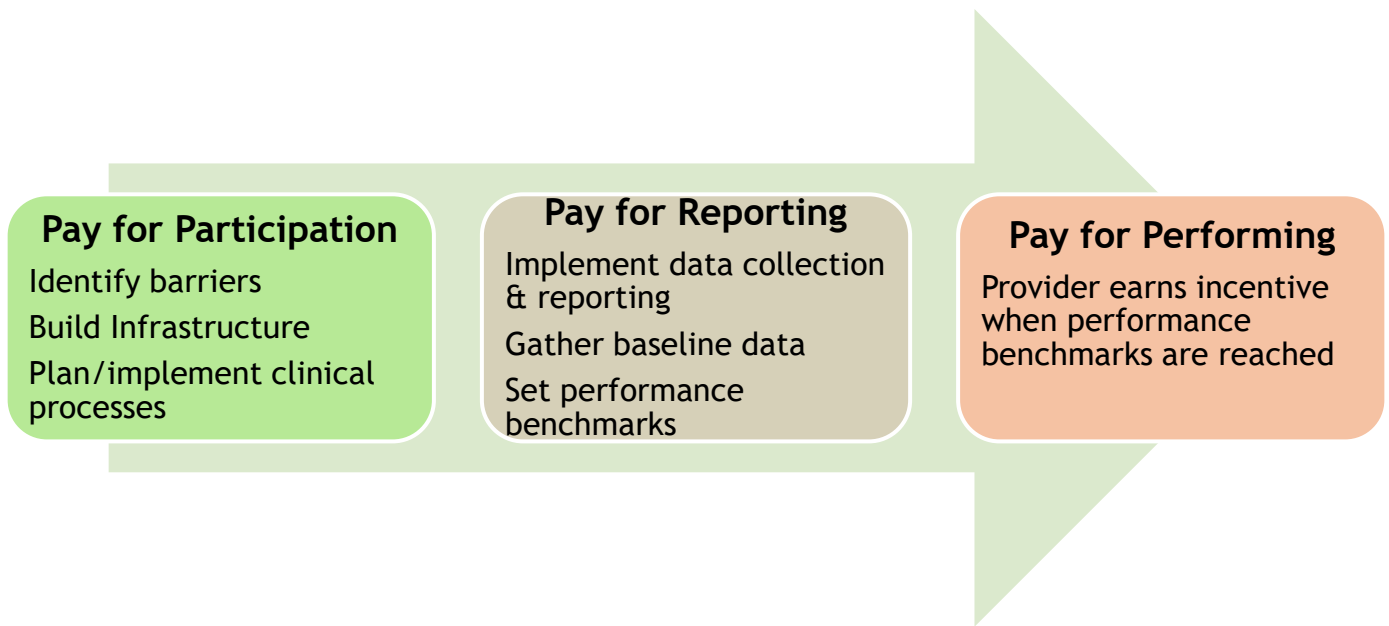 Pay for Participation
Identify barriers
Build Infrastructure
Plan/implement clinical
processes
Pay for Reporting
Implement data collection
& reporting
Gather baseline data
Set performance
benchmarks
Pay for Performing
Provider earns incentive
when performance
benchmarks are reached